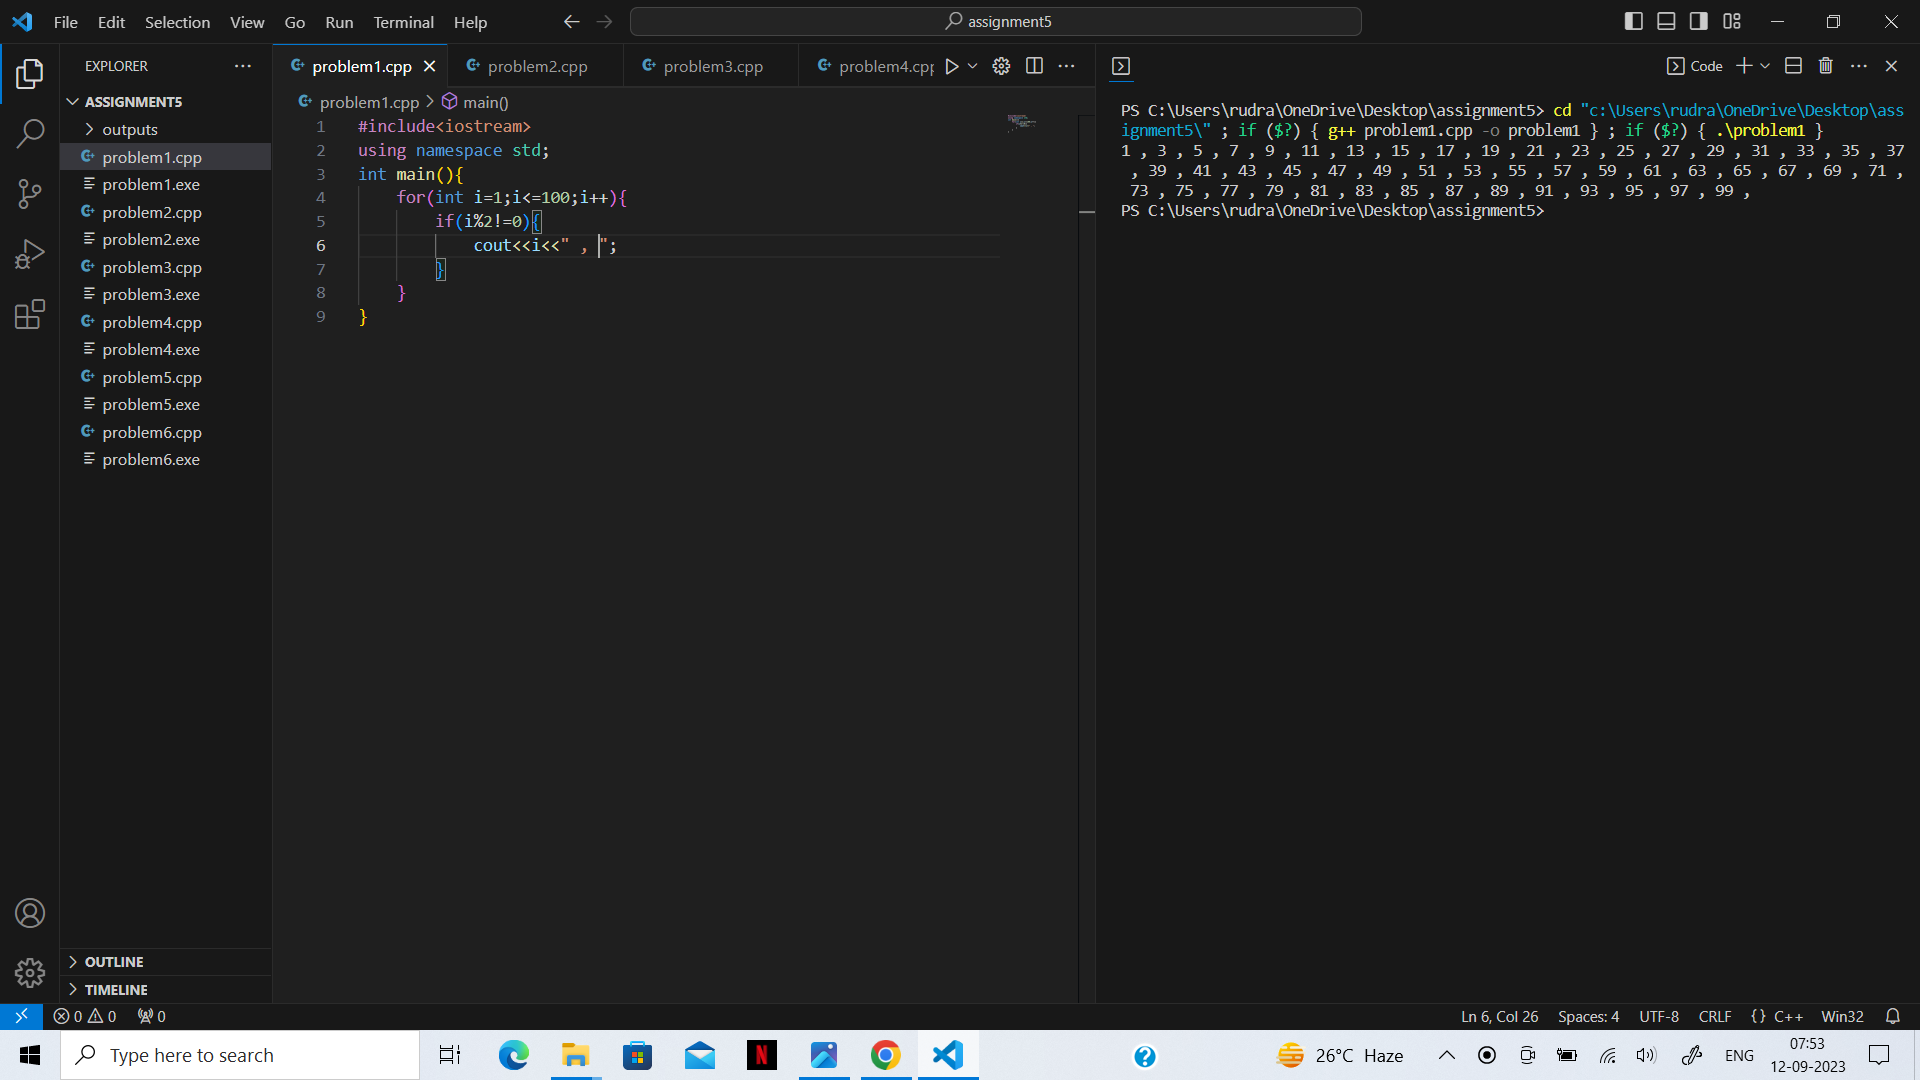 File Edit Selection View Go Run Terminal Help
assignment5
EXPLORER
ASSIGNMENT5
outputs
problem1.cpp
problem1.exe
problem2.cpp
problem2.exe
problem3.cpp
problem3.exe
problem4.cpp
problem4.exe
problem5.cpp
problem5.exe
problem6.cpp
problem6.exe
OUTLINE
TIMELINE
problem1.cpp problem2.cpp problem3.cpp problem4.cpp
problem1.cpp > main()
1 #include<iostream>
2 using namespace std;
3 int main(){
4 for(int i=1;i<=100;i++){
5 if(i%2!=0){
6 cout<<i<<" , ";
7 }
8 }
9 }
Code
PS C:\Users\rudra\OneDrive\Desktop\assignment5> cd "c:\Users\rudra\OneDrive\Desktop\ass
ignment5\" ; if ($?) { g++ problem1.cpp -o problem1 } ; if ($?) { .\problem1 }
1 , 3 , 5 , 7 , 9 , 11 , 13 , 15 , 17 , 19 , 21 , 23 , 25 , 27 , 29 , 31 , 33 , 35 , 37
, 39 , 41 , 43 , 45 , 47 , 49 , 51 , 53 , 55 , 57 , 59 , 61 , 63 , 65 , 67 , 69 , 71 ,
73 , 75 , 77 , 79 , 81 , 83 , 85 , 87 , 89 , 91 , 93 , 95 , 97 , 99 ,
PS C:\Users\rudra\OneDrive\Desktop\assignment5>
0 0 0
Ln 6, Col 26 Spaces: 4 UTF-8 CRLF {} C++ Win32
Type here to search
26°C Haze
ENG
07:53
12-09-2023